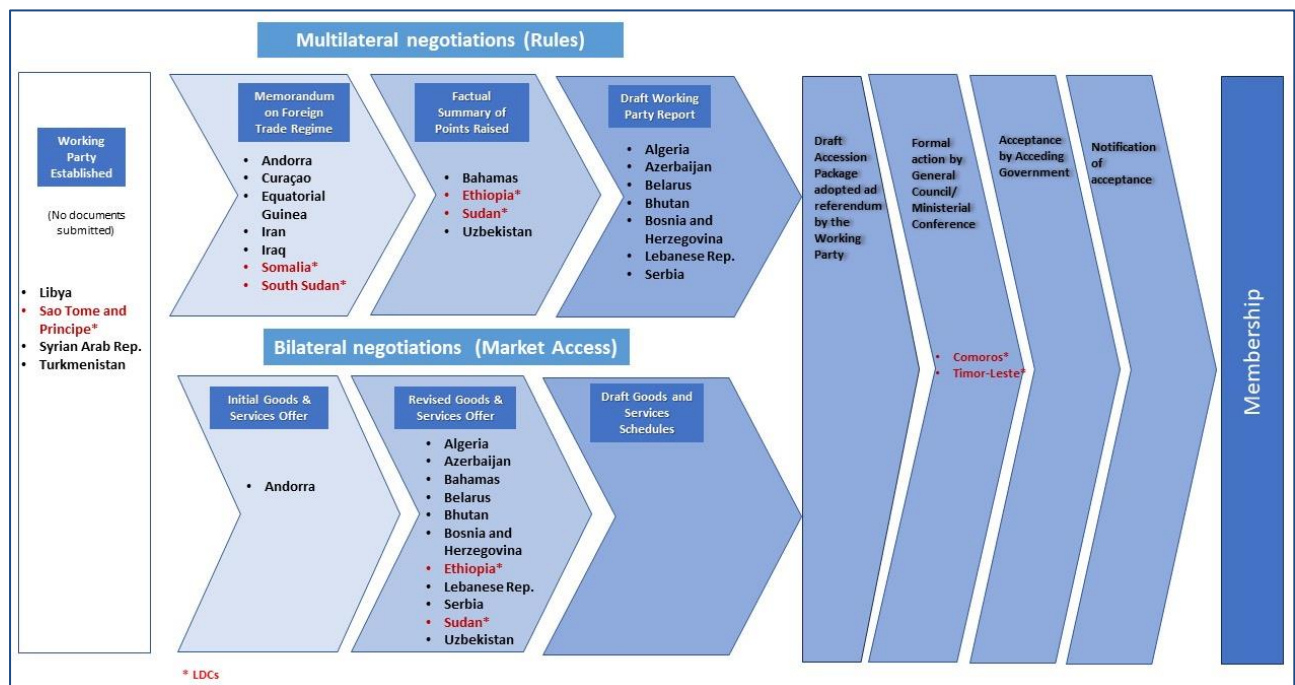 Multilateral negotiations (Rules)
Working
Party
Established
(No documents
submitted)
• Libya
• Sao Tome and
Principe*
• Syrian Arab Rep.
• Turkmenistan
Memorandum
on Foreign
Trade Regime
• Andorra
• Curaçao
• Equatorial
Guinea
• Iran
• Iraq
• Somalia*
• South Sudan*
Factual
Summary of
Points Raised
• Bahamas
• Ethiopia*
• Sudan*
• Uzbekistan
Draft Working
Party Report
• Algeria
• Azerbaijan
• Belarus
• Bhutan
• Bosnia and
Herzegovina
• Lebanese Rep.
• Serbia
Bilateral negotiations (Market Access)
Initial Goods &
Services Offer
• Andorra
Revised Goods &
Services Offer
• Algeria
• Azerbaijan
• Bahamas
• Belarus
• Bhutan
• Bosnia and
Herzegovina
• Ethiopia*
• Lebanese Rep.
• Serbia
• Sudan*
• Uzbekistan
Draft Goods and
Services
Schedules
Draft
Accession
Package
adopted ad
referendum
by the
Working
Party
Formal
action by
General
Council/
Ministerial
Conference
• Comoros*
• Timor-Leste*
Acceptance
by Acceding
Government
Notification
of
acceptance
Membership
* LDCs